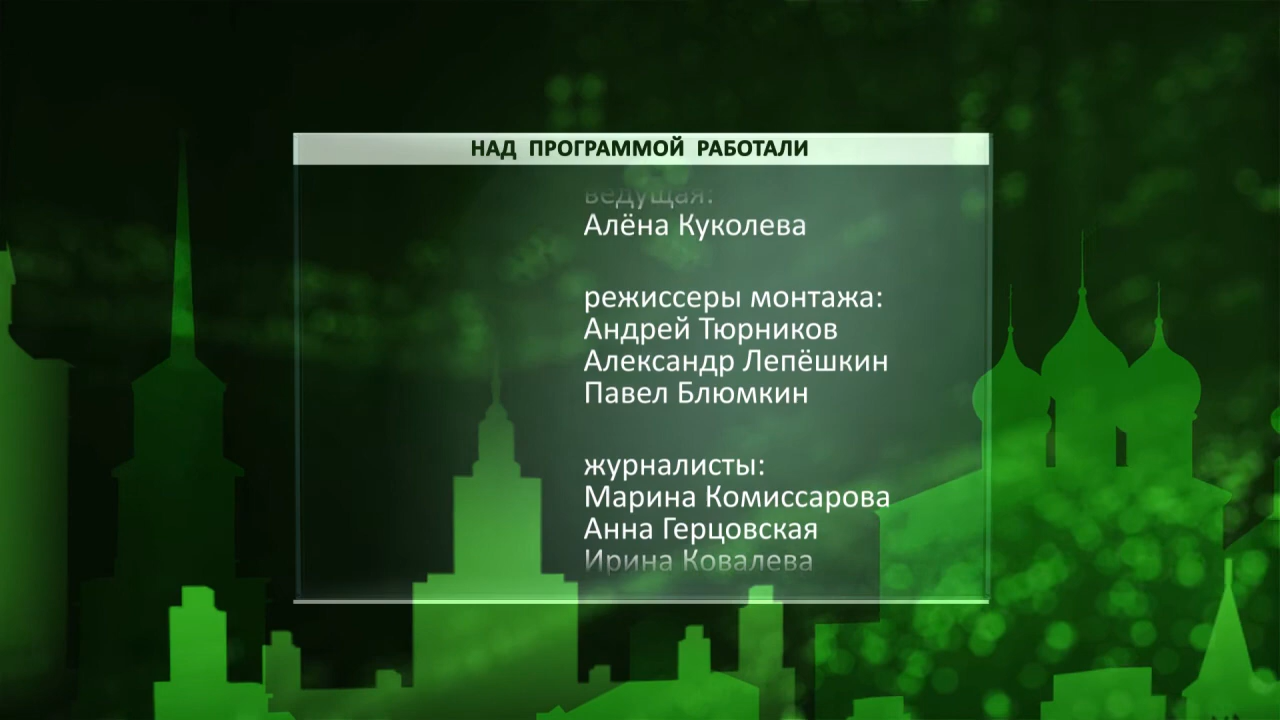 НАД ПРОГРАММОЙ РАБОТАЛИ
ведущая:
Алёна Куколева
режиссеры монтажа:
Андрей Тюрников
Александр Лепёшкин
Павел Блюмкин
журналисты:
Марина Комиссарова
Анна Герцовская
Ирина Ковалева